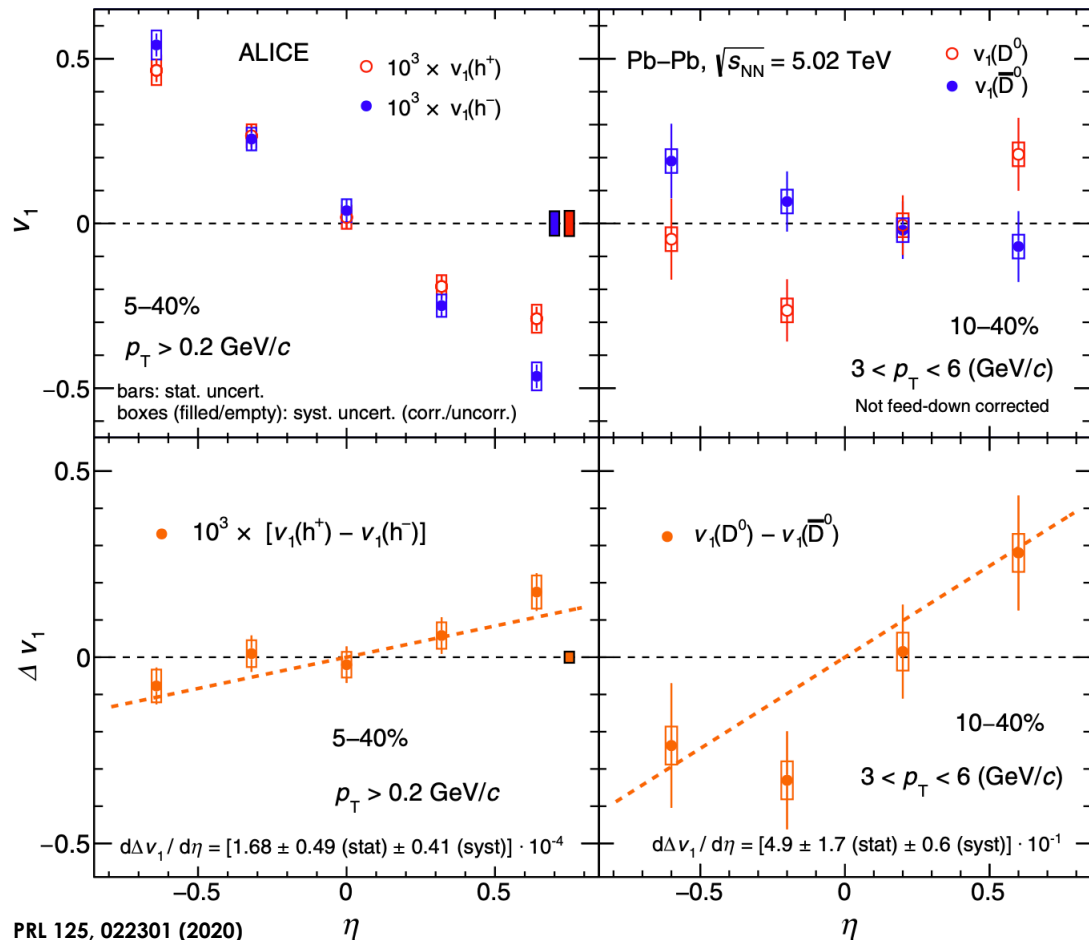 v₁
0.5
0
−0.5
ALICE
10³ × v₁(h⁺)
10³ × v₁(h⁻)
5–40%
p_T > 0.2 GeV/c
bars: stat. uncert.
boxes (filled/empty): syst. uncert. (corr./uncorr.)
Pb–Pb, √s_NN = 5.02 TeV
v₁(D⁰)
v₁(D̅⁰)
10–40%
3 < p_T < 6 (GeV/c)
Not feed-down corrected
Δv₁
0.5
0
−0.5
10³ × [v₁(h⁺) − v₁(h⁻)]
5–40%
p_T > 0.2 GeV/c
dΔv₁/ dη = [1.68 ± 0.49 (stat) ± 0.41 (syst)] · 10⁻⁴
v₁(D⁰) − v₁(D̅⁰)
10–40%
3 < p_T < 6 (GeV/c)
dΔv₁/ dη = [4.9 ± 1.7 (stat) ± 0.6 (syst)] · 10⁻¹
−0.5 0 0.5
−0.5 0 0.5
η
η
PRL 125, 022301 (2020)